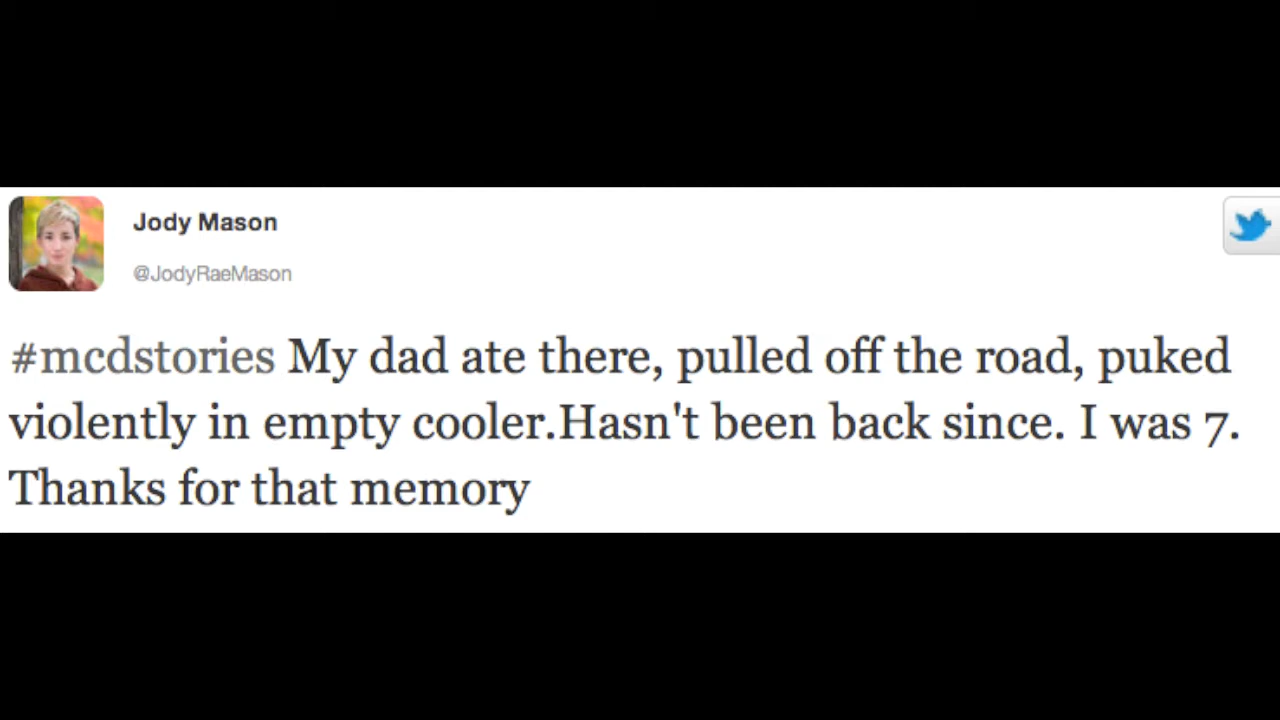 Jody Mason
@JodyRaeMason
#mcdstories My dad ate there, pulled off the road, puked
violently in empty cooler.Hasn't been back since. I was 7.
Thanks for that memory